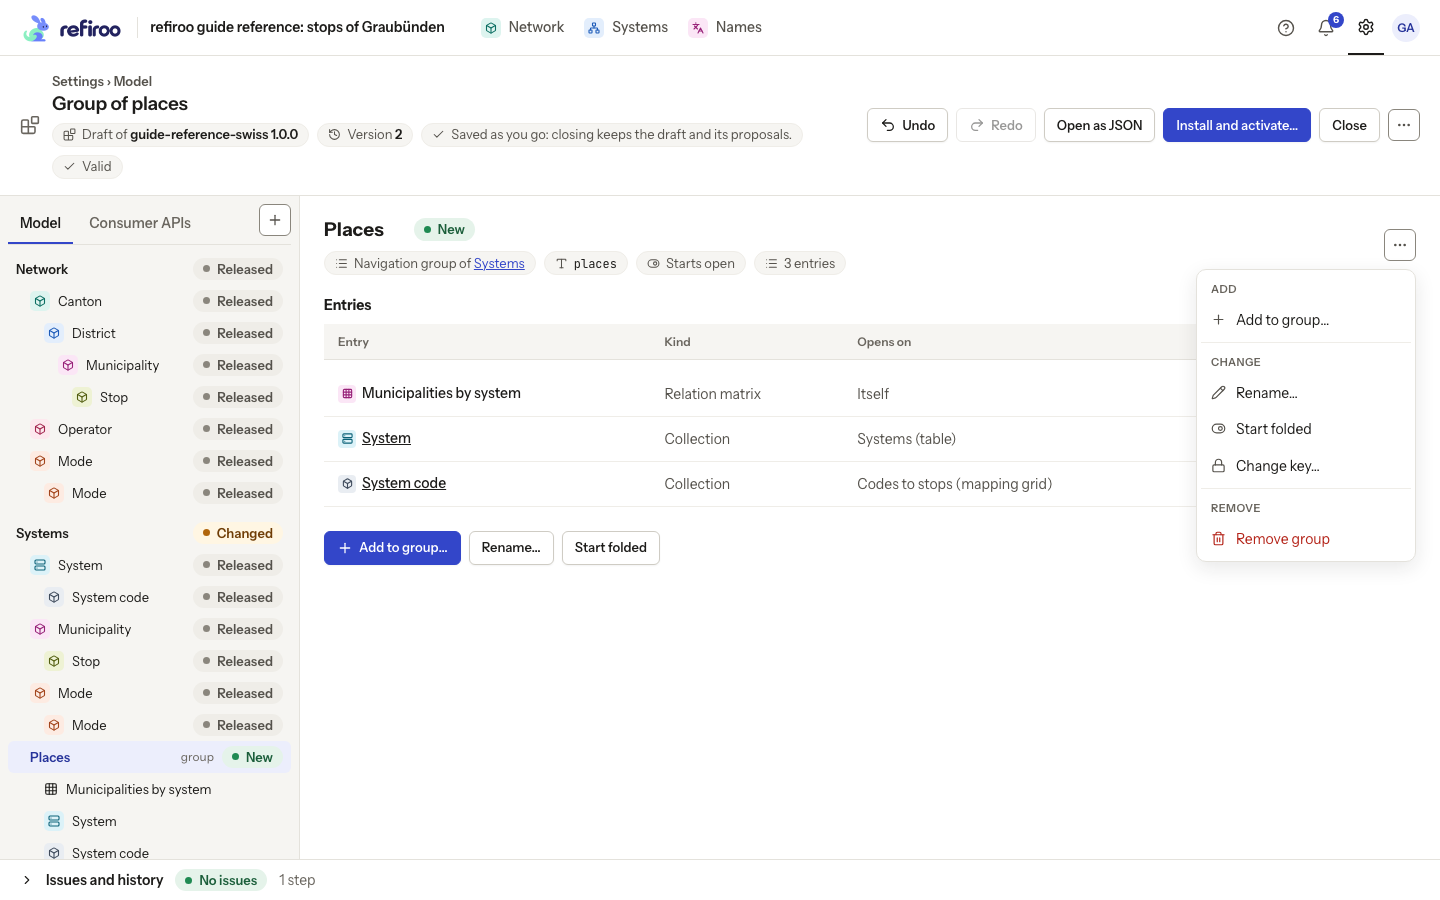 refiroo
refiroo guide reference: stops of Graubünden
Network
Systems
Names
6
GA
Settings › Model
Group of places
Draft of guide-reference-swiss 1.0.0
Version 2
Saved as you go: closing keeps the draft and its proposals.
Valid
Undo
Redo
Open as JSON
Install and activate...
Close
Model
Consumer APIs
Network Released
Canton Released
District Released
Municipality Released
Stop Released
Operator Released
Mode Released
Mode Released
Systems Changed
System Released
System code Released
Municipality Released
Stop Released
Mode Released
Mode Released
Places group New
Municipalities by system
System
System code
Places New
Navigation group of Systems
places
Starts open
3 entries
Entries
Entry Kind Opens on
Municipalities by system Relation matrix Itself
System Collection Systems (table)
System code Collection Codes to stops (mapping grid)
Add to group...
Rename...
Start folded
ADD
Add to group...
CHANGE
Rename...
Start folded
Change key...
REMOVE
Remove group
Issues and history
No issues
1 step